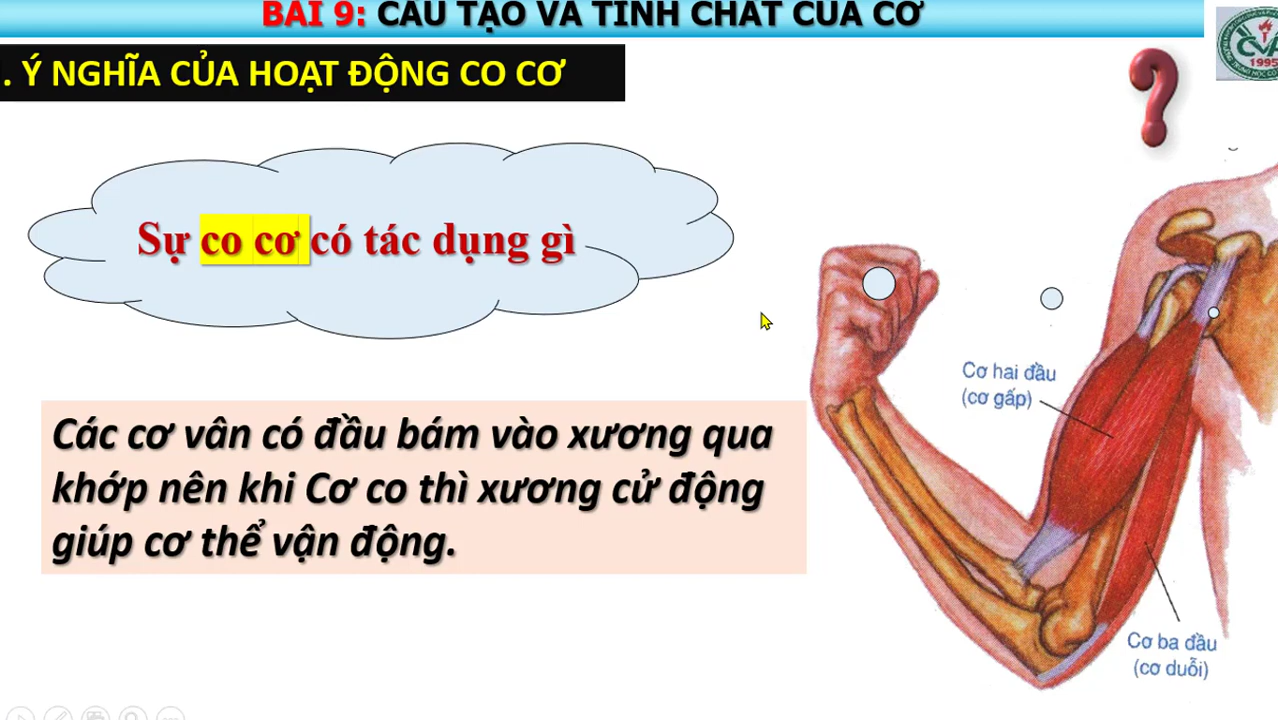 BÀI 9: CẤU TẠO VÀ TÍNH CHẤT CỦA CƠ
. Ý NGHĨA CỦA HOẠT ĐỘNG CO CƠ
CVA
1995
Sự co cơ có tác dụng gì
Cơ hai đầu
(cơ gấp)
Các cơ vân có đầu bám vào xương qua
khớp nên khi Cơ co thì xương cử động
giúp cơ thể vận động.
Cơ ba đầu
(cơ duỗi)